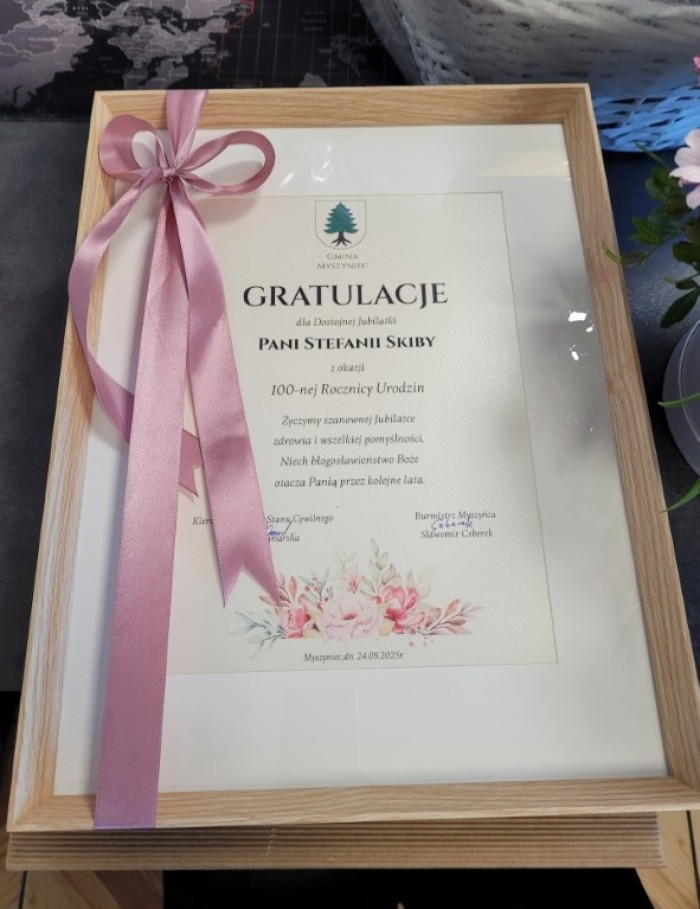 GMINA
MYSZYNIEC
GRATULACJE
dla Dostojnej Jubilatki
PANI STEFANII SKIBY
z okazji
100-nej Rocznicy Urodzin
Życzymy szanownej Jubilatce
zdrowia i wszelkiej pomyślności.
Niech błogosławieństwo Boże
otacza Panią przez kolejne lata.
Stanu Cywilnego
Burmistrz Myszyńca
Sławomir Czberek
Myszyniec,dn. 24.09.2025r.